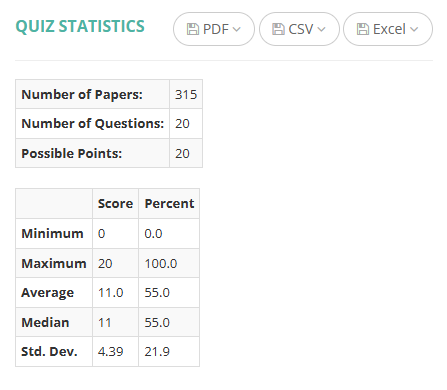 QUIZ STATISTICS PDF CSV Excel
Number of Papers: 315
Number of Questions: 20
Possible Points: 20
Score Percent
Minimum 0 0.0
Maximum 20 100.0
Average 11.0 55.0
Median 11 55.0
Std. Dev. 4.39 21.9